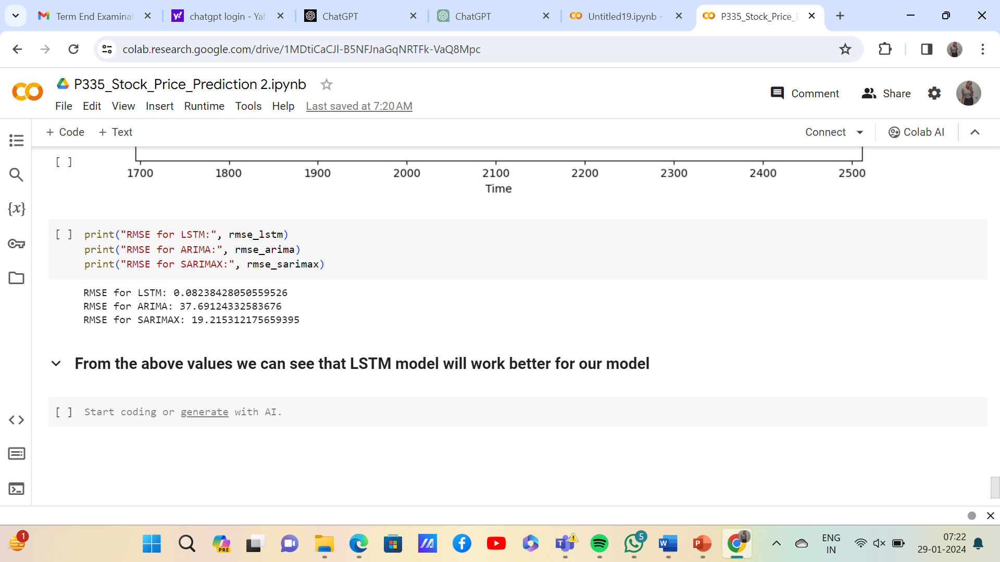 Term End Examinat
chatgpt login - Yah
ChatGPT
ChatGPT
Untitled19.ipynb -
P335_Stock_Price_P
colab.research.google.com/drive/1MDtiCaCJl-B5NFJnaGqNRTFk-VaQ8Mpc
P335_Stock_Price_Prediction 2.ipynb
Comment
Share
File Edit View Insert Runtime Tools Help Last saved at 7:20 AM
+ Code + Text
Connect
Colab AI
[ ]
1700 1800 1900 2000 2100 2200 2300 2400 2500
Time
{x}
[ ] print("RMSE for LSTM:", rmse_lstm)
print("RMSE for ARIMA:", rmse_arima)
print("RMSE for SARIMAX:", rmse_sarimax)
RMSE for LSTM: 0.08238428050559526
RMSE for ARIMA: 37.69124332583676
RMSE for SARIMAX: 19.215312175659395
From the above values we can see that LSTM model will work better for our model
[ ] Start coding or generate with AI.
1
PRE
5
ENG
IN
07:22
29-01-2024